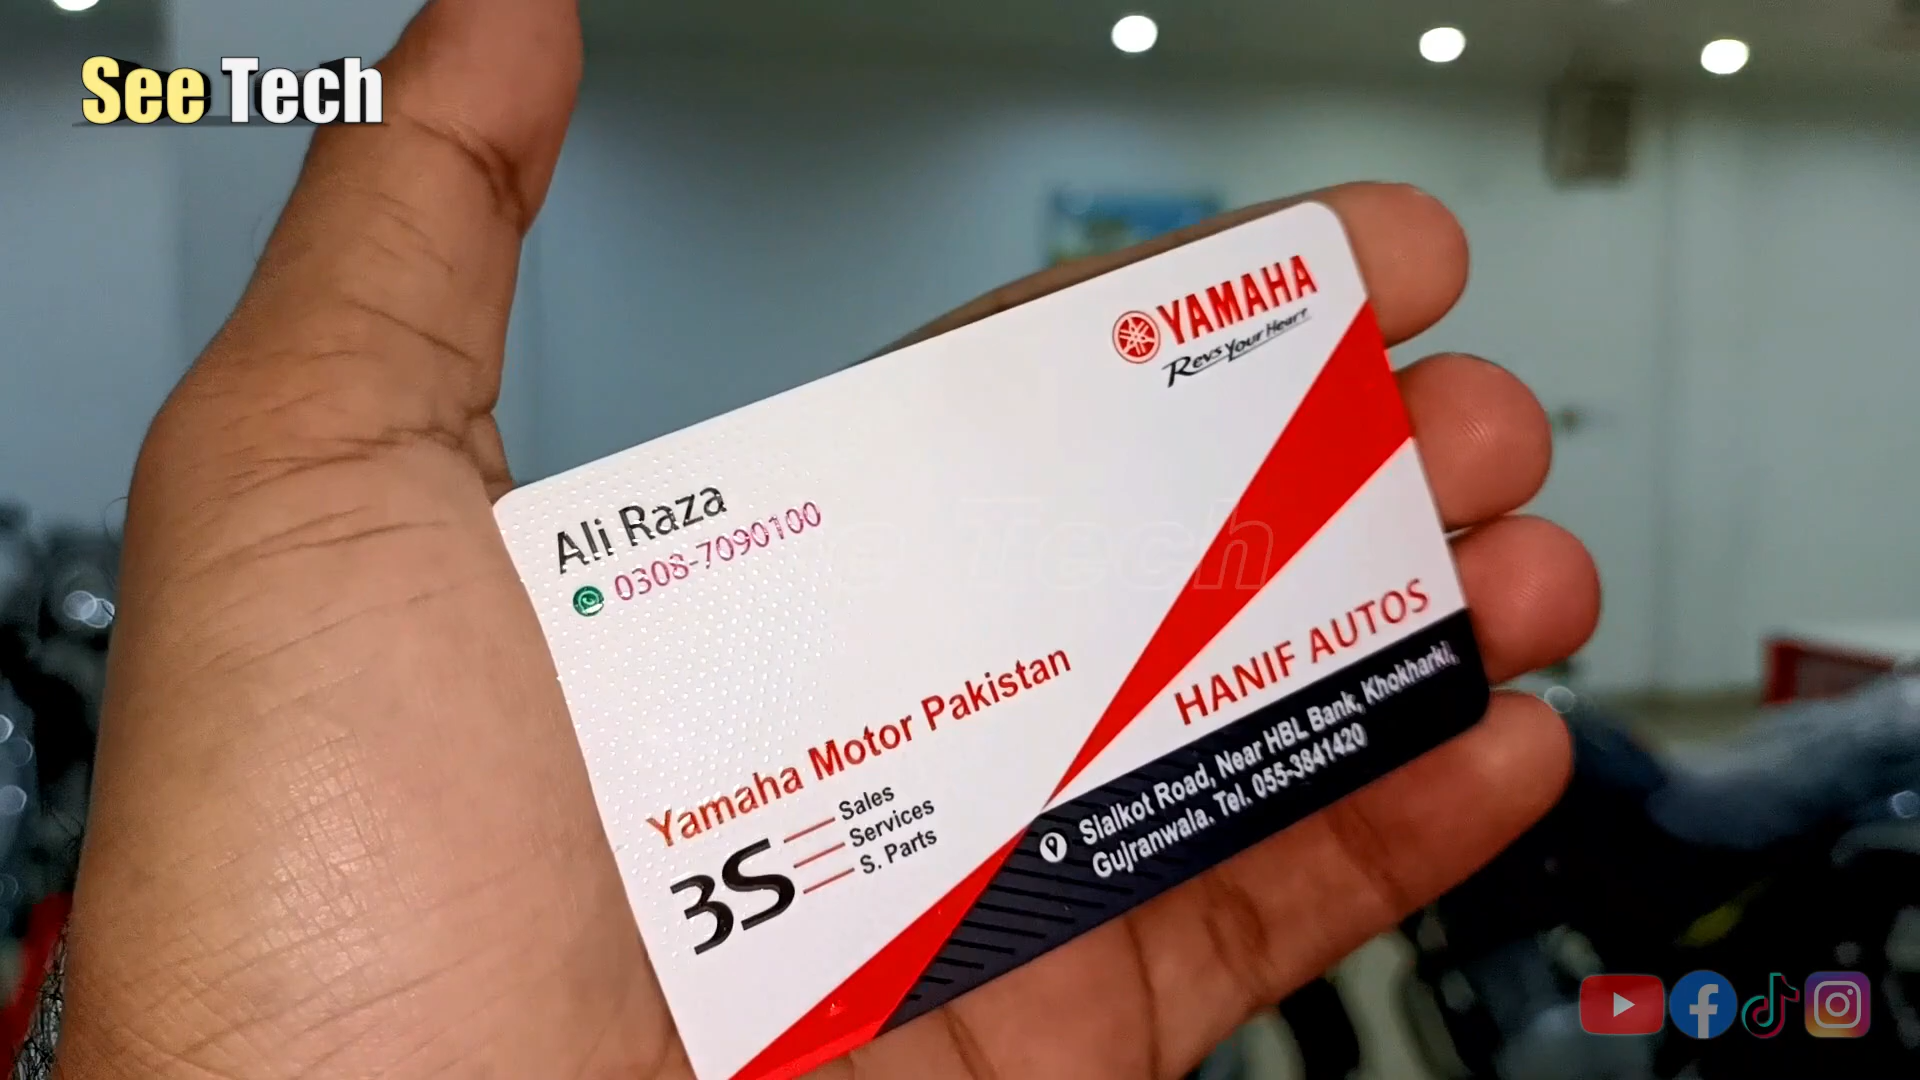 See Tech
YAMAHA
Revs Your Heart
Ali Raza
0308-7090100
Tech
Yamaha Motor Pakistan
3S
Sales
Services
S. Parts
HANIF AUTOS
Sialkot Road, Near HBL Bank, Khokharki,
Gujranwala. Tel. 055-3841420